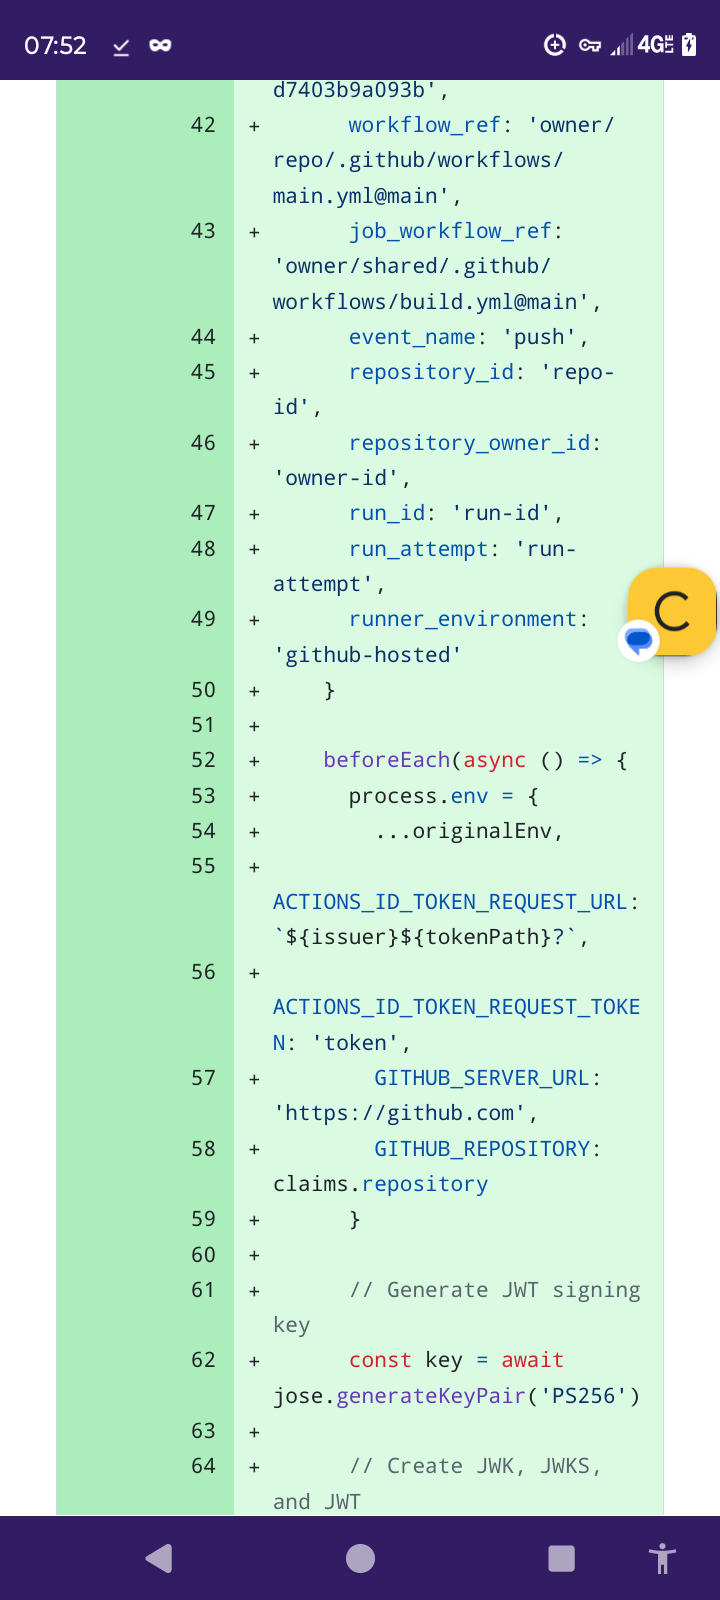 07:52
4G LTE
d7403b9a093b',
42 + workflow_ref: 'owner/
repo/.github/workflows/
main.yml@main',
43 + job_workflow_ref:
'owner/shared/.github/
workflows/build.yml@main',
44 + event_name: 'push',
45 + repository_id: 'repo-
id',
46 + repository_owner_id:
'owner-id',
47 + run_id: 'run-id',
48 + run_attempt: 'run-
attempt',
49 + runner_environment:
'github-hosted'
50 + }
51 +
52 + beforeEach(async () => {
53 + process.env = {
54 + ...originalEnv,
55 +
ACTIONS_ID_TOKEN_REQUEST_URL:
`${issuer}${tokenPath}?`,
56 +
ACTIONS_ID_TOKEN_REQUEST_TOKE
N: 'token',
57 + GITHUB_SERVER_URL:
'https://github.com',
58 + GITHUB_REPOSITORY:
claims.repository
59 + }
60 +
61 + // Generate JWT signing
key
62 + const key = await
jose.generateKeyPair('PS256')
63 +
64 + // Create JWK, JWKS,
and JWT